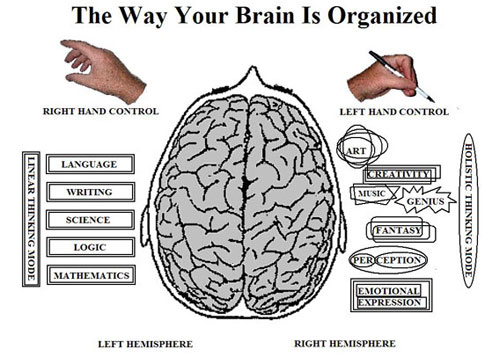 The Way Your Brain Is Organized
RIGHT HAND CONTROL
LEFT HAND CONTROL
LINEAR THINKING MODE
LANGUAGE
WRITING
SCIENCE
LOGIC
MATHEMATICS
ART
CREATIVITY
MUSIC
GENIUS
FANTASY
PERCEPTION
EMOTIONAL
EXPRESSION
HOLISTIC THINKING MODE
LEFT HEMISPHERE
RIGHT HEMISPHERE